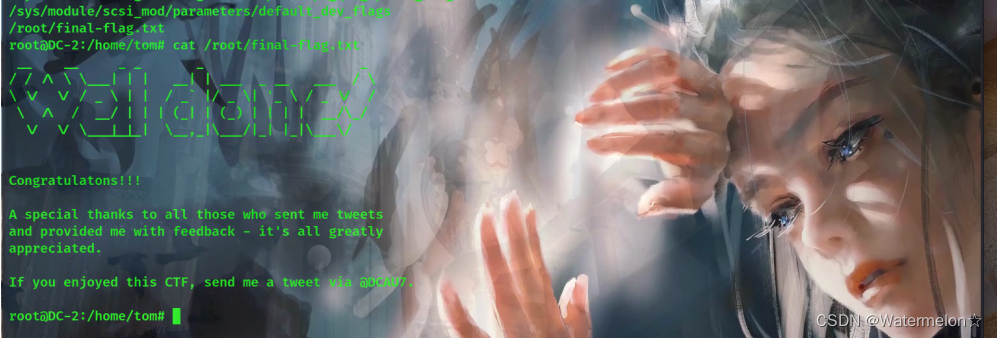 /sys/module/scsi_mod/parameters/default_dev_flags
/root/final-flag.txt
root@DC-2:/home/tom# cat /root/final-flag.txt
Well done!
Congratulatons!!!
A special thanks to all those who sent me tweets
and provided me with feedback - it's all greatly
appreciated.
If you enjoyed this CTF, send me a tweet via @DCAU7.
root@DC-2:/home/tom#
CSDN @Watermelon☆